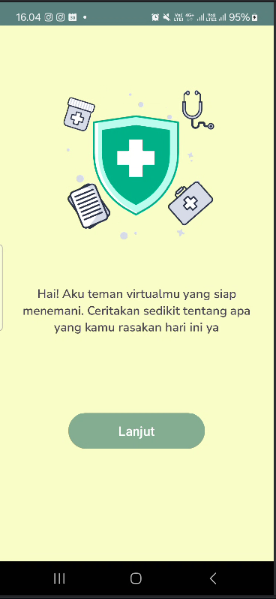 16.04
95%
Hai! Aku teman virtualmu yang siap
menemani. Ceritakan sedikit tentang apa
yang kamu rasakan hari ini ya
Lanjut